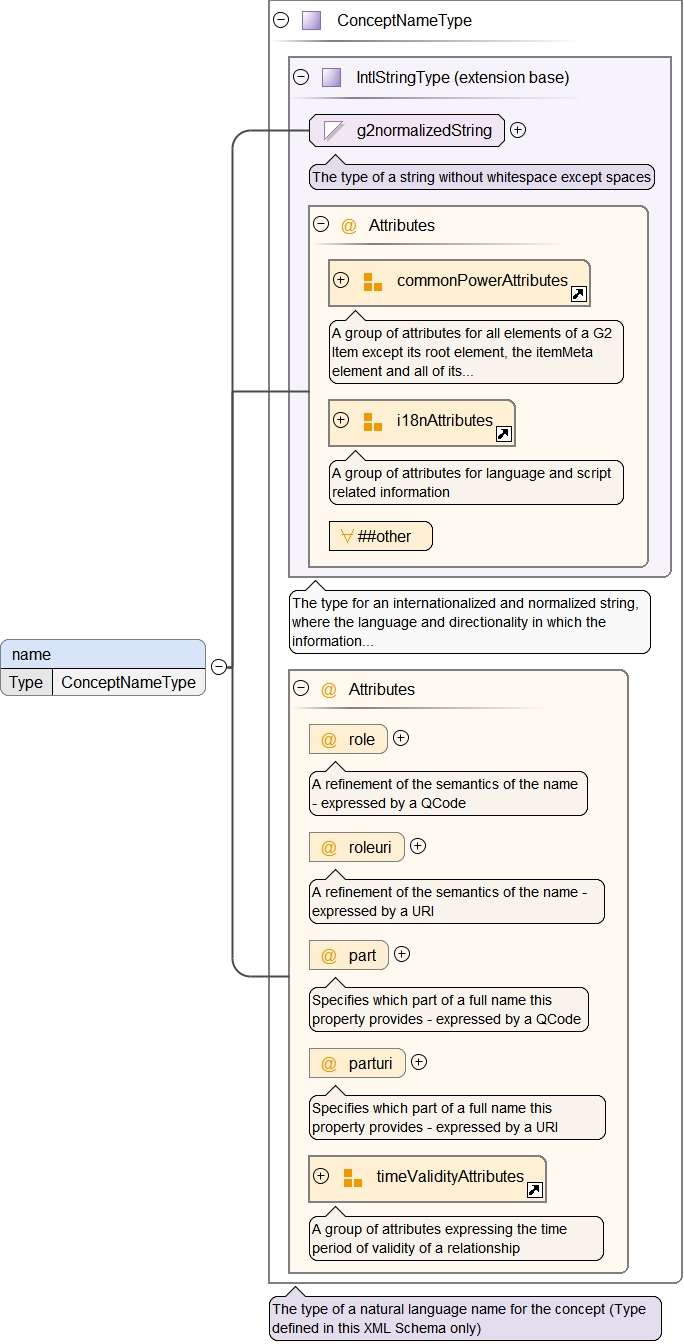 ConceptNameType
IntlStringType (extension base)
g2normalizedString
The type of a string without whitespace except spaces
@ Attributes
commonPowerAttributes
A group of attributes for all elements of a G2
Item except its root element, the itemMeta
element and all of its...
i18nAttributes
A group of attributes for language and script
related information
##other
The type for an internationalized and normalized string,
where the language and directionality in which the
information...
name
Type ConceptNameType
@ Attributes
@ role
A refinement of the semantics of the name
- expressed by a QCode
@ roleuri
A refinement of the semantics of the name -
expressed by a URI
@ part
Specifies which part of a full name this
property provides - expressed by a QCode
@ parturi
Specifies which part of a full name this
property provides - expressed by a URI
timeValidityAttributes
A group of attributes expressing the time
period of validity of a relationship
The type of a natural language name for the concept (Type
defined in this XML Schema only)